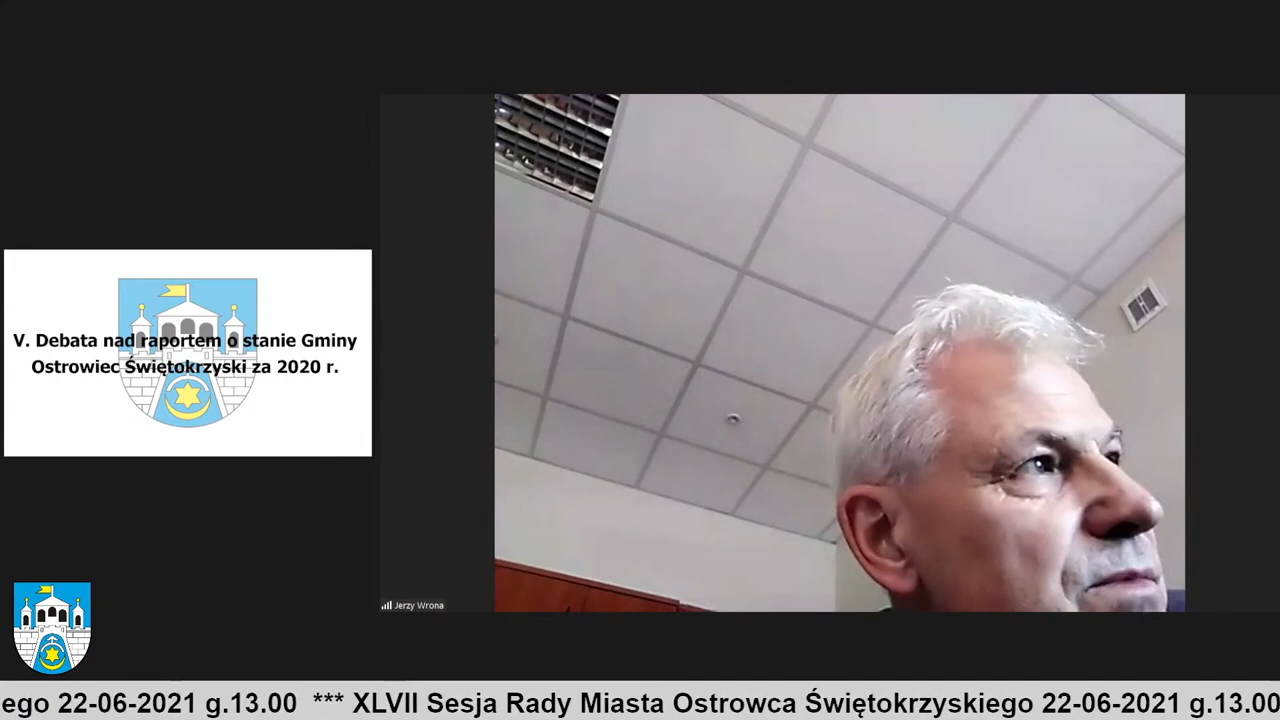 V. Debata nad raportem o stanie Gminy
Ostrowiec Świętokrzyski za 2020 r.
Jerzy Wrona
ego 22-06-2021 g.13.00 *** XLVII Sesja Rady Miasta Ostrowca Świętokrzyskiego 22-06-2021 g.13.00